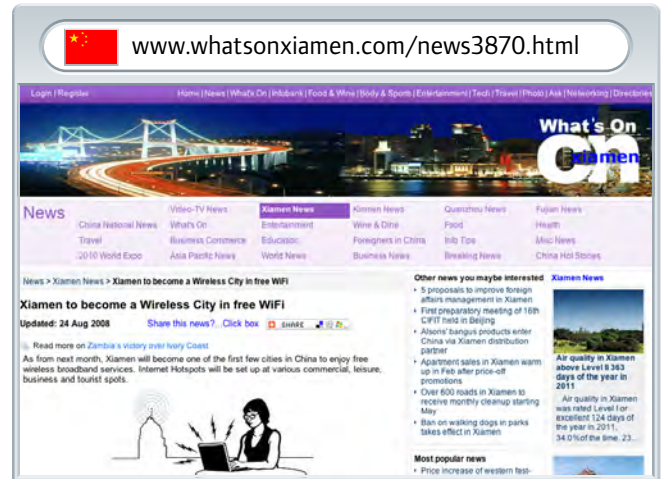 www.whatsonxiamen.com/news3870.html
Login | Register
Home | News | What's On | Infobank | Food & Wine | Body & Sports | Entertainment | Tech | Travel | Photo | Ask | Networking | Directories
What's On
on
xiamen
News
Video-TV News Xiamen News Kinmen News Quanzhou News Fujian News
China National News What's On Entertainment Wine & Dine Food Health
Travel Business Commerce Education Foreigners in China Info Tips Misc News
2010 World Expo Asia Pacific News World News Business News Breaking News China Hot Stories
News > Xiamen News > Xiamen to become a Wireless City in free WiFi
Xiamen to become a Wireless City in free WiFi
Updated: 24 Aug 2008 Share this news?...Click box SHARE
Read more on Zambia's victory over Ivory Coast
As from next month, Xiamen will become one of the first few cities in China to enjoy free
wireless broadband services. Internet Hotspots will be set up at various commercial, leisure,
business and tourist spots.
Other news you maybe interested
5 proposals to improve foreign
affairs management in Xiamen
First preparatory meeting of 16th
CIFIT held in Beijing
Alsons' bangus products enter
China via Xiamen distribution
partner
Apartment sales in Xiamen warm
up in Feb after price-off
promotions
Over 600 roads in Xiamen to
receive monthly cleanup starting
May
Ban on walking dogs in parks
takes effect in Xiamen
Most popular news
Price increase of western fest-
Xiamen News
Air quality in Xiamen
above Level II 363
days of the year in
2011
Air quality in Xiamen
was rated Level I or
excellent 124 days of
the year in 2011,
34.0%of the time. 23...